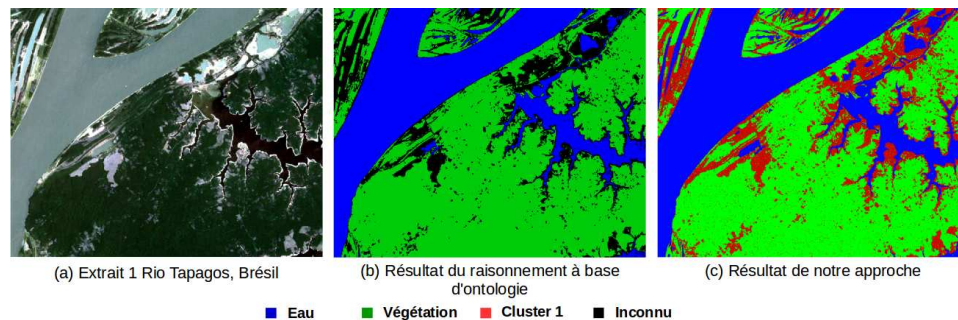 (a) Extrait 1 Rio Tapagos, Brésil
(b) Résultat du raisonnement à base
d'ontologie
(c) Résultat de notre approche
Eau
Végétation
Cluster 1
Inconnu